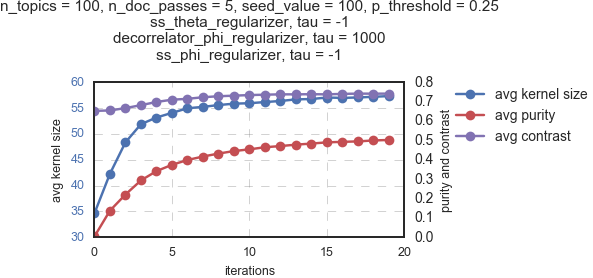 n_topics = 100, n_doc_passes = 5, seed_value = 100, p_threshold = 0.25
ss_theta_regularizer, tau = -1
decorrelator_phi_regularizer, tau = 1000
ss_phi_regularizer, tau = -1
60
55
50
45
40
35
30
avg kernel size
0
5
10
15
20
iterations
0.8
0.7
0.6
0.5
0.4
0.3
0.2
0.1
0.0
purity and contrast
avg kernel size
avg purity
avg contrast